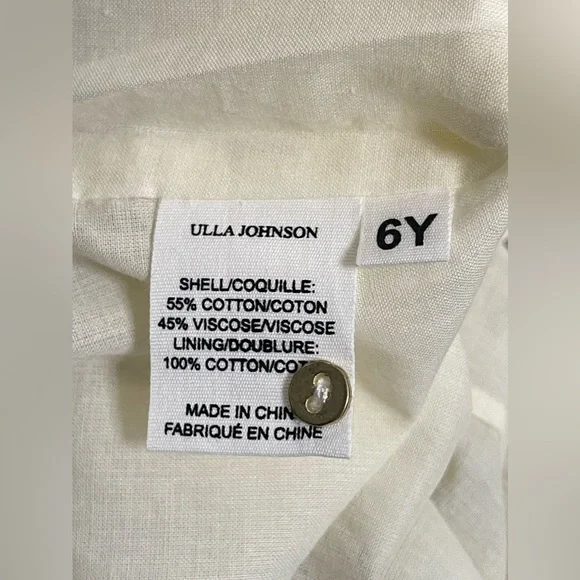 ULLA JOHNSON
6Y
SHELL/COQUILLE:
55% COTTON/COTON
45% VISCOSE/VISCOSE
LINING/DOUBLURE:
100% COTTON/CO
MADE IN CHIN
FABRIQUÉ EN CHINE